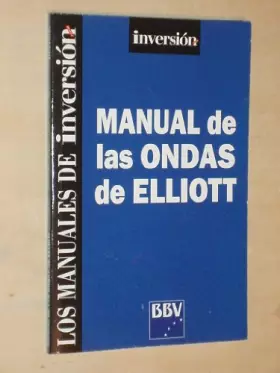 LOS MANUALES DE inversión
inversión
MANUAL de
las ONDAS
de ELLIOTT
BBV